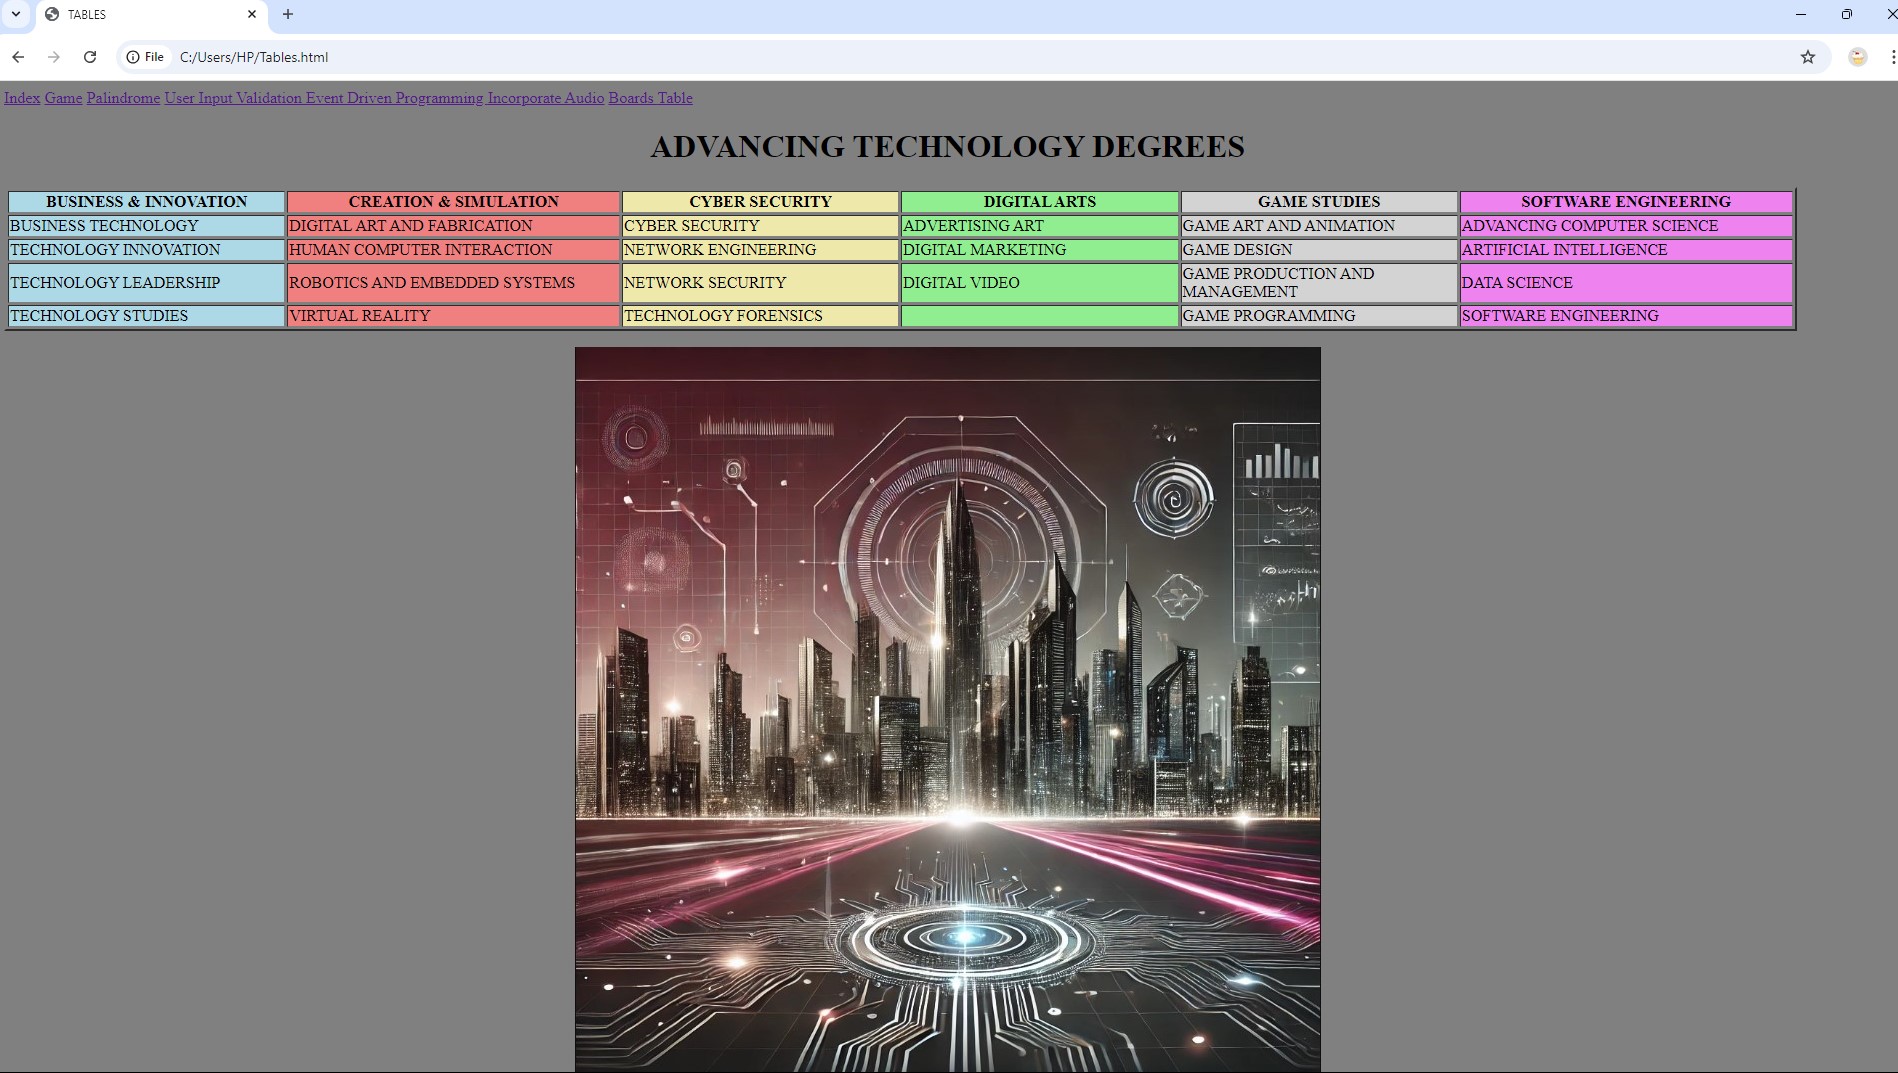 TABLES
File C:/Users/HP/Tables.html
Index Game Palindrome User Input Validation Event Driven Programming Incorporate Audio Boards Table
ADVANCING TECHNOLOGY DEGREES
BUSINESS & INNOVATION CREATION & SIMULATION CYBER SECURITY DIGITAL ARTS GAME STUDIES SOFTWARE ENGINEERING
BUSINESS TECHNOLOGY DIGITAL ART AND FABRICATION CYBER SECURITY ADVERTISING ART GAME ART AND ANIMATION ADVANCING COMPUTER SCIENCE
TECHNOLOGY INNOVATION HUMAN COMPUTER INTERACTION NETWORK ENGINEERING DIGITAL MARKETING GAME DESIGN ARTIFICIAL INTELLIGENCE
TECHNOLOGY LEADERSHIP ROBOTICS AND EMBEDDED SYSTEMS NETWORK SECURITY DIGITAL VIDEO GAME PRODUCTION AND
MANAGEMENT DATA SCIENCE
TECHNOLOGY STUDIES VIRTUAL REALITY TECHNOLOGY FORENSICS GAME PROGRAMMING SOFTWARE ENGINEERING